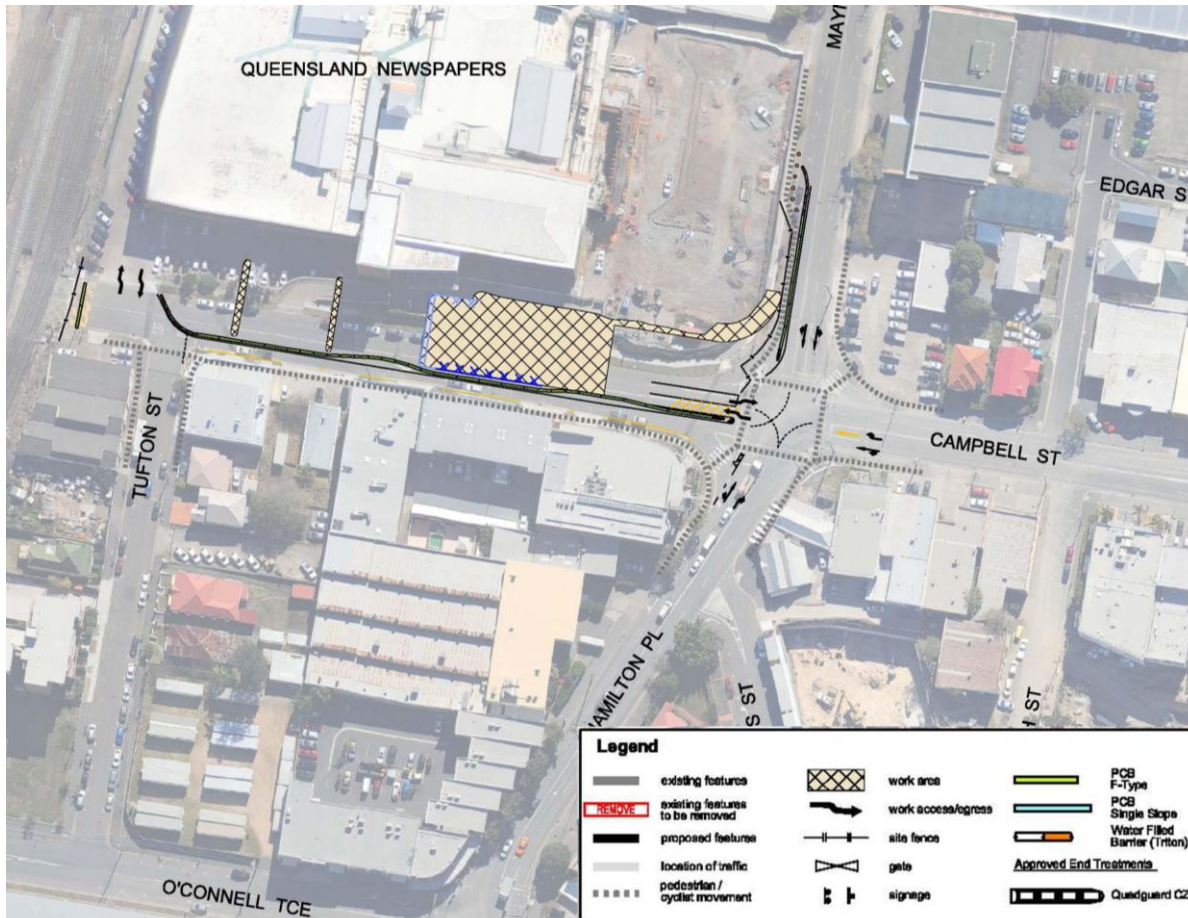 QUEENSLAND NEWSPAPERS
MAY
EDGAR S
TUFTON ST
CAMPBELL ST
HAMILTON PL
S ST
H ST
O'CONNELL TCE
Legend
existing features
REMOVE
existing features
to be removed
proposed features
location of traffic
pedestrian /
cyclist movement
work area
work access/egress
site fence
gate
signage
PCB
F-Type
PCB
Single Slope
Water Filled
Barrier (Triton)
Approved End Treatments
Quadguard CZ